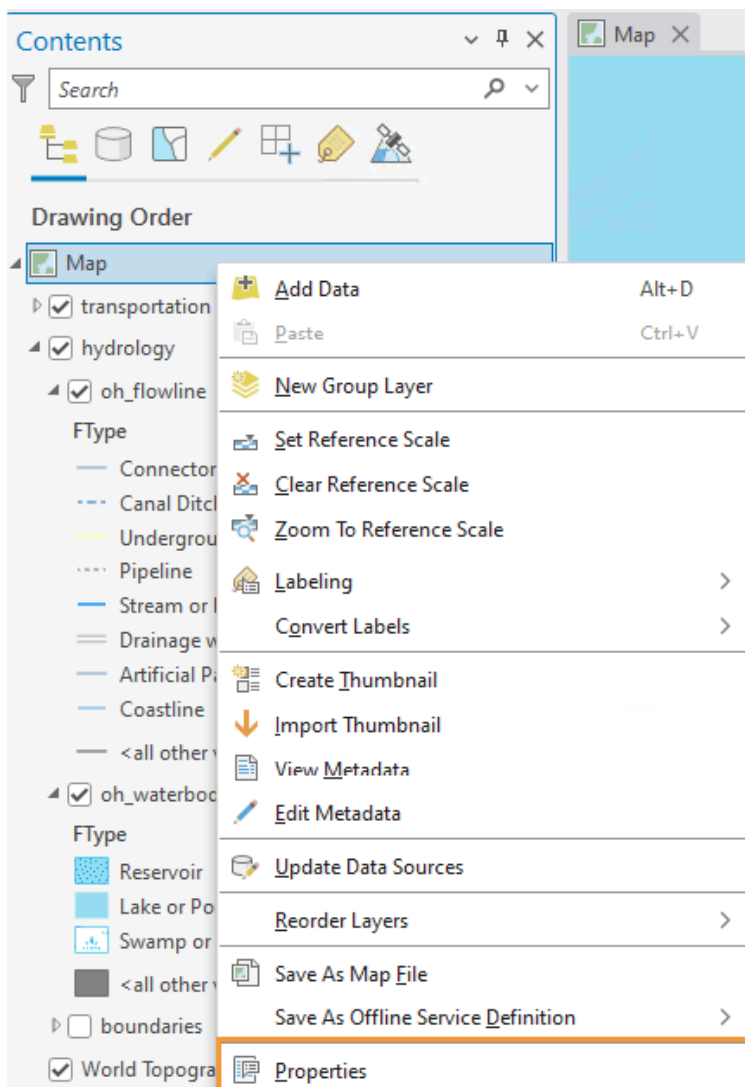 Contents
Map
Search
Drawing Order
Map
transportation
hydrology
oh_flowline
FType
Connector
Canal Ditch
Undergrou
Pipeline
Stream or
Drainage w
Artificial Pa
Coastline
<all other
oh_waterbod
FType
Reservoir
Lake or Po
Swamp or
<all other
boundaries
World Topogra
Add Data Alt+D
Paste Ctrl+V
New Group Layer
Set Reference Scale
Clear Reference Scale
Zoom To Reference Scale
Labeling
Convert Labels
Create Thumbnail
Import Thumbnail
View Metadata
Edit Metadata
Update Data Sources
Reorder Layers
Save As Map File
Save As Offline Service Definition
Properties